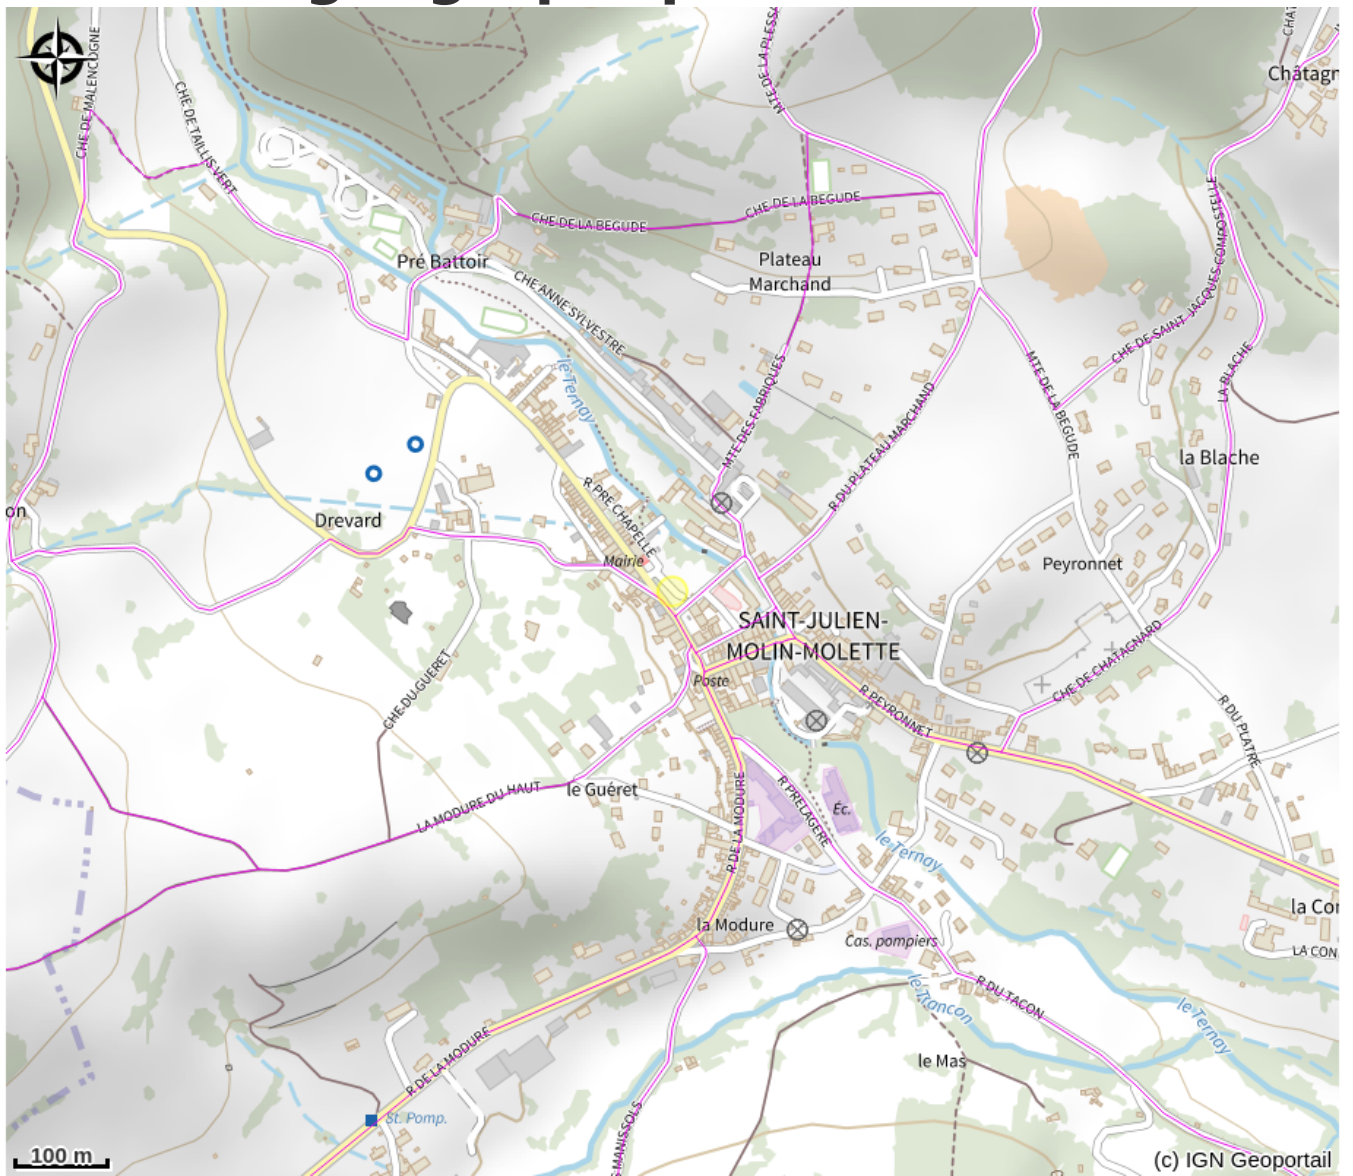 CHE DE MALENCOGNE
CHE DE TAILLIS VERT
MTE DE LA PLESSA
CHAT
Châtagn
CHE DE LA BEGUDE
CHE DE LA BEGUDE
Pré Battoir
Plateau
Marchand
CHE ANNE SYLVESTRE
CHE DE SAINT JACQUES COMPOSTELLE
le Ternay
MTE DES FABRIQUES
R DU PLATEAU MARCHAND
MTE DE LA BEGUDE
LA BLACHE
la Blache
on
Drevard
R PRE CHAPELLE
Mairie
Peyronnet
SAINT-JULIEN-
MOLIN-MOLETTE
Poste
CHE DU GUERET
R PEYRONNET
CHE DE CHATAGNARD
R DU PLATRE
LA MODURE DU HAUT
le Guéret
R DE LA MODURE
R PRELAGERE
Éc.
le Ternay
la Modure
Cas. pompiers
la Cor
LA CON
le Trancon
R DU TACON
le Ternay
R DE LA MODURE
le Mas
St. Pomp.
MANISSOLS
100 m
(c) IGN Geoportail